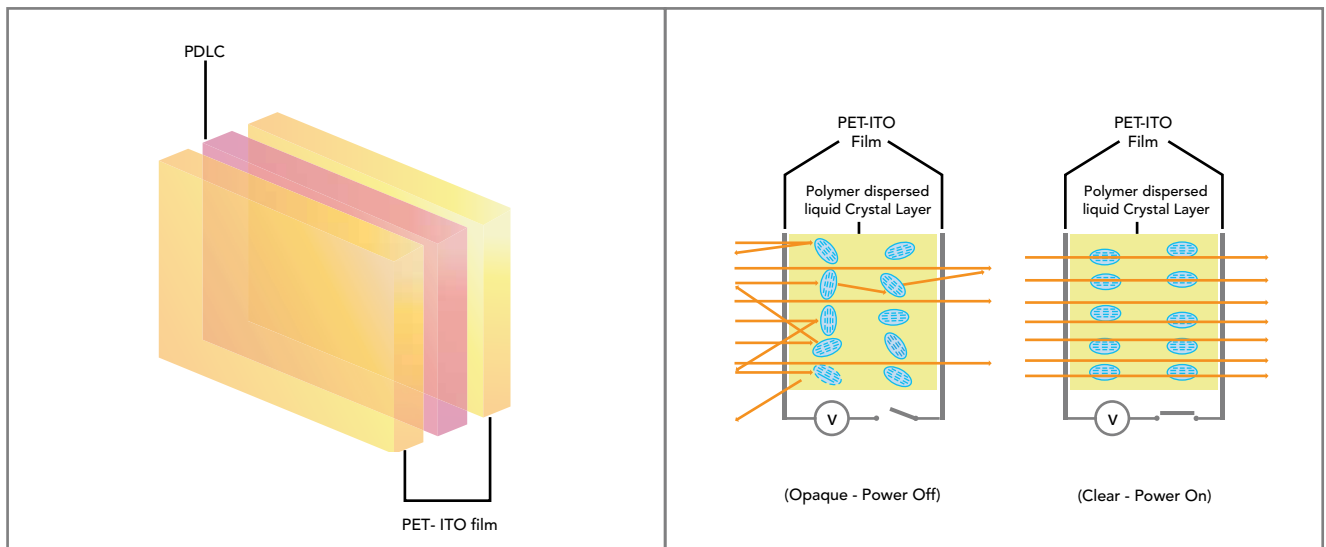 PDLC
PET- ITO film
PET-ITO
Film
Polymer dispersed
liquid Crystal Layer
V
(Opaque - Power Off)
PET-ITO
Film
Polymer dispersed
liquid Crystal Layer
V
(Clear - Power On)